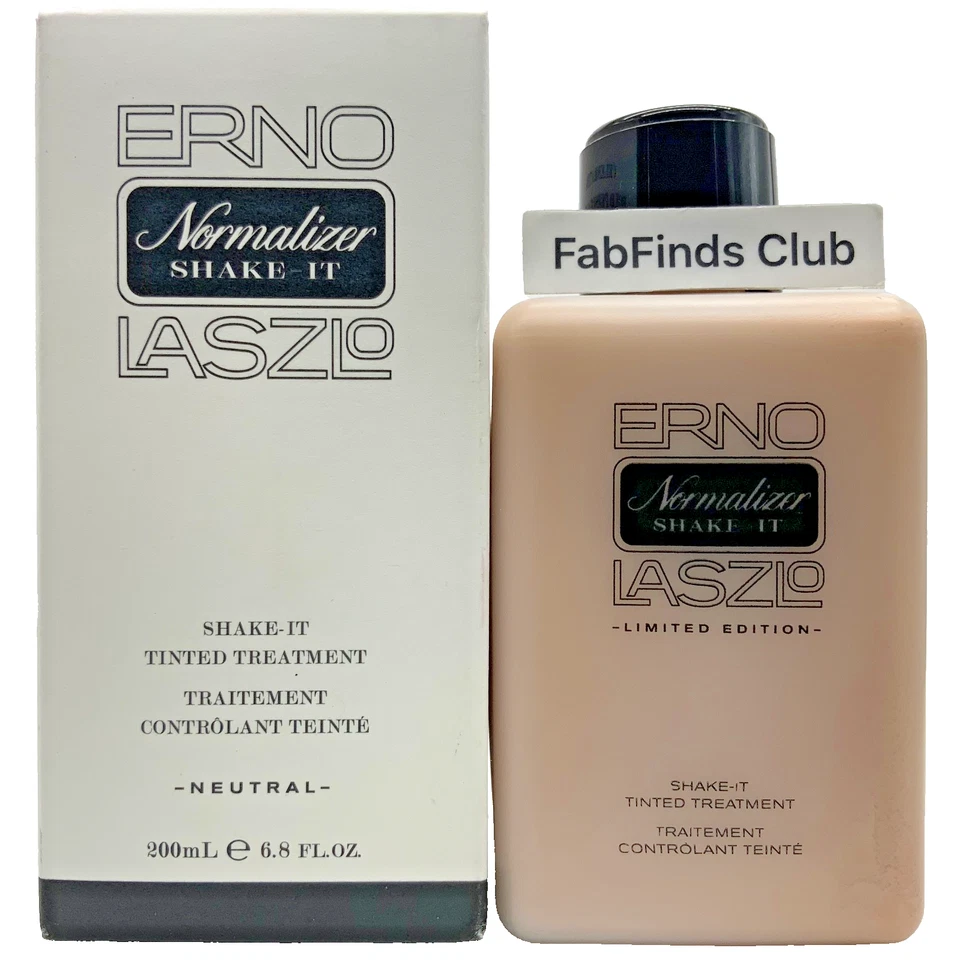 ERNO
Normalizer
SHAKE-IT
LASZLO
SHAKE-IT
TINTED TREATMENT
TRAITEMENT
CONTRÔLANT TEINTÉ
-NEUTRAL-
200mL ℮ 6.8 FL.OZ.
FabFinds Club
ERNO
Normalizer
SHAKE-IT
LASZLO
-LIMITED EDITION-
SHAKE-IT
TINTED TREATMENT
TRAITEMENT
CONTRÔLANT TEINTÉ